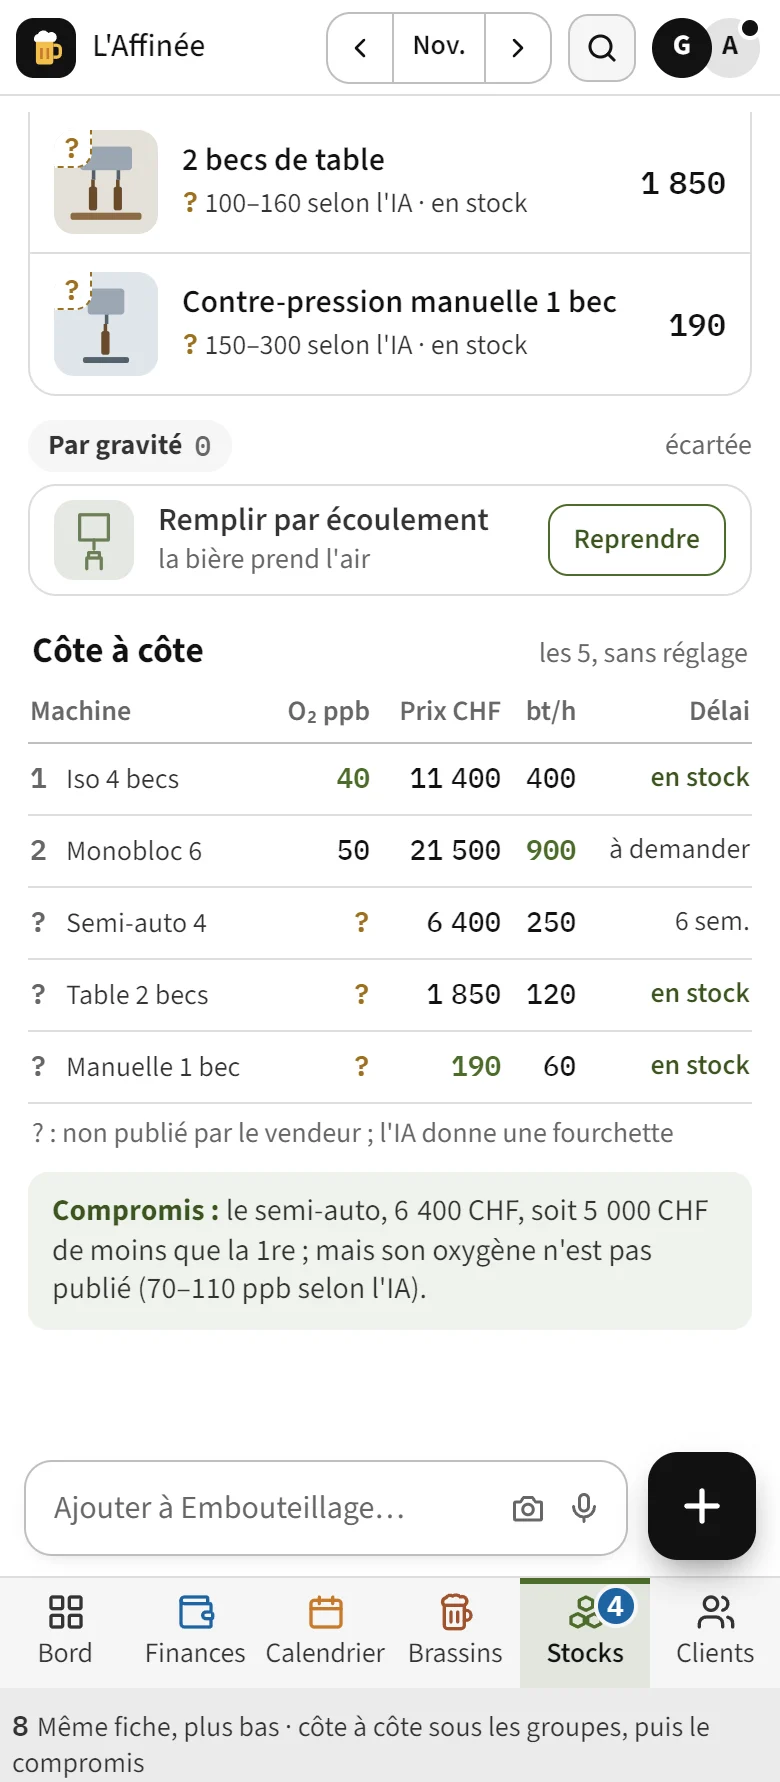 L'Affinée
Nov.
G
A
?
2 becs de table
? 100–160 selon l'IA · en stock
1 850
?
Contre-pression manuelle 1 bec
? 150–300 selon l'IA · en stock
190
Par gravité 0
écartée
Remplir par écoulement
la bière prend l'air
Reprendre
Côte à côte
les 5, sans réglage
Machine O₂ ppb Prix CHF bt/h Délai
1 Iso 4 becs 40 11 400 400 en stock
2 Monobloc 6 50 21 500 900 à demander
? Semi-auto 4 ? 6 400 250 6 sem.
? Table 2 becs ? 1 850 120 en stock
? Manuelle 1 bec ? 190 60 en stock
? : non publié par le vendeur ; l'IA donne une fourchette
Compromis : le semi-auto, 6 400 CHF, soit 5 000 CHF
de moins que la 1re ; mais son oxygène n'est pas
publié (70–110 ppb selon l'IA).
Ajouter à Embouteillage…
4
Bord Finances Calendrier Brassins Stocks Clients
8 Même fiche, plus bas · côte à côte sous les groupes, puis le
compromis